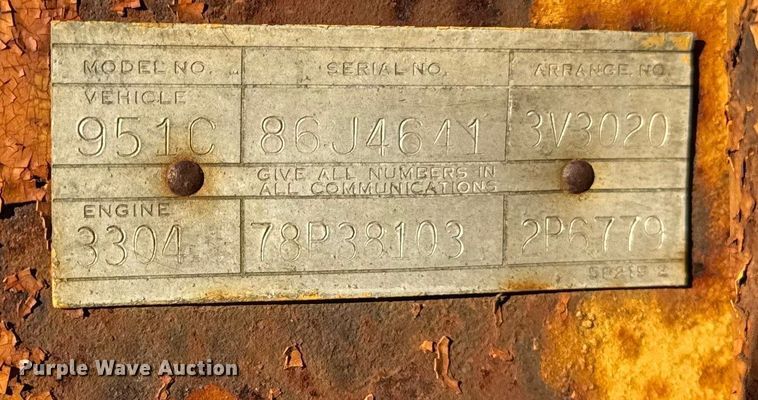 MODEL NO. SERIAL NO. ARRANGE. NO.
VEHICLE
951C 86J4641 3V3020
GIVE ALL NUMBERS IN
ALL COMMUNICATIONS
ENGINE
3304 78P38103 2P6779
Purple Wave Auction